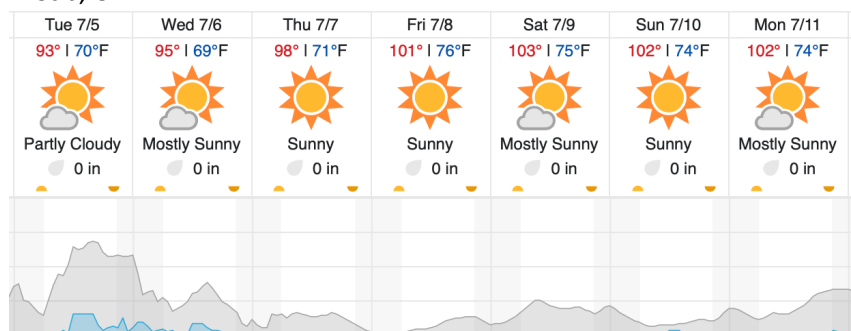 Tue 7/5 Wed 7/6 Thu 7/7 Fri 7/8 Sat 7/9 Sun 7/10 Mon 7/11
93° | 70°F 95° | 69°F 98° | 71°F 101° | 76°F 103° | 75°F 102° | 74°F 102° | 74°F
Partly Cloudy Mostly Sunny Sunny Sunny Mostly Sunny Sunny Mostly Sunny
0 in 0 in 0 in 0 in 0 in 0 in 0 in